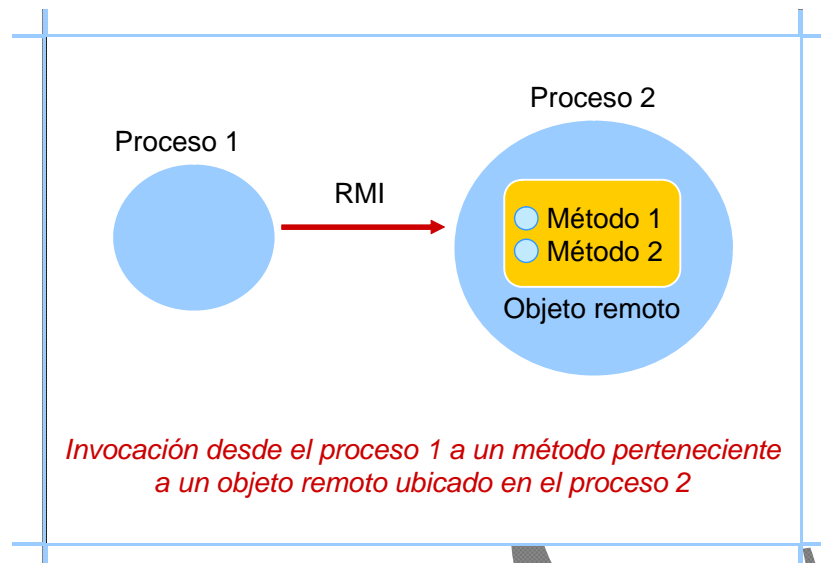 Proceso 2
Proceso 1
RMI
Método 1
Método 2
Objeto remoto
Invocación desde el proceso 1 a un método perteneciente
a un objeto remoto ubicado en el proceso 2